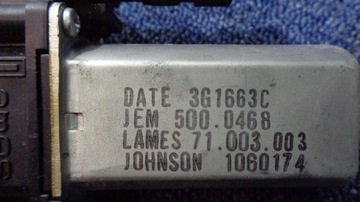 DATE 3G1663C
JEM 500.0468
LAMES 71.003.003
JOHNSON 1060174